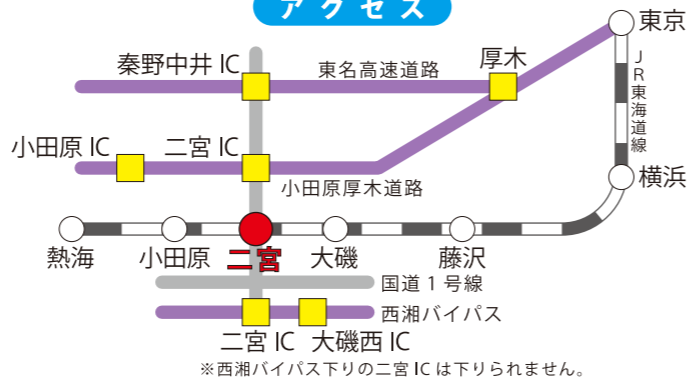 アクセス
東京
秦野中井 IC
東名高速道路
厚木
JR東海道線
小田原 IC
二宮 IC
小田原厚木道路
横浜
熱海
小田原
二宮
大磯
藤沢
国道 1 号線
西湘バイパス
二宮 IC
大磯西 IC
※西湘バイパス下りの二宮 IC は下りられません。